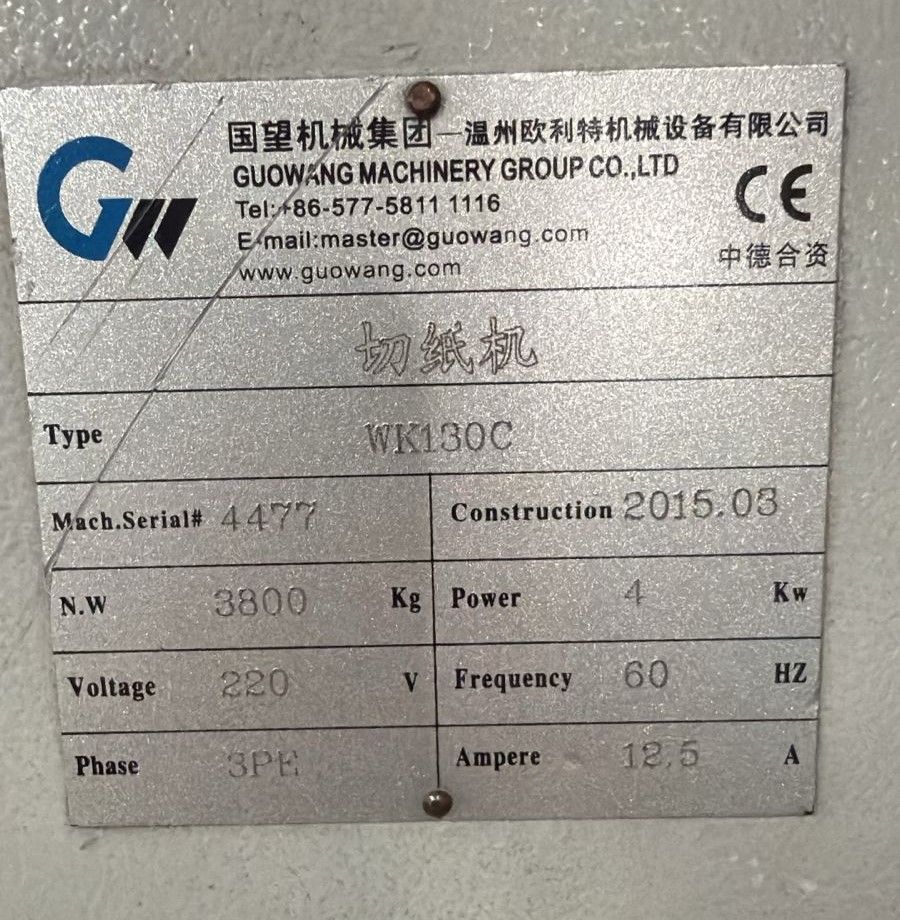 GW
国望机械集团—温州欧利特机械设备有限公司
GUOWANG MACHINERY GROUP CO.,LTD
Tel:+86-577-5811 1116
E-mail:master@guowang.com
www.guowang.com
CE
中德合资
切纸机
Type WK130C
Mach.Serial# 4477 Construction 2015.03
N.W 3800 Kg Power 4 Kw
Voltage 220 V Frequency 60 HZ
Phase 3PE Ampere 12.5 A